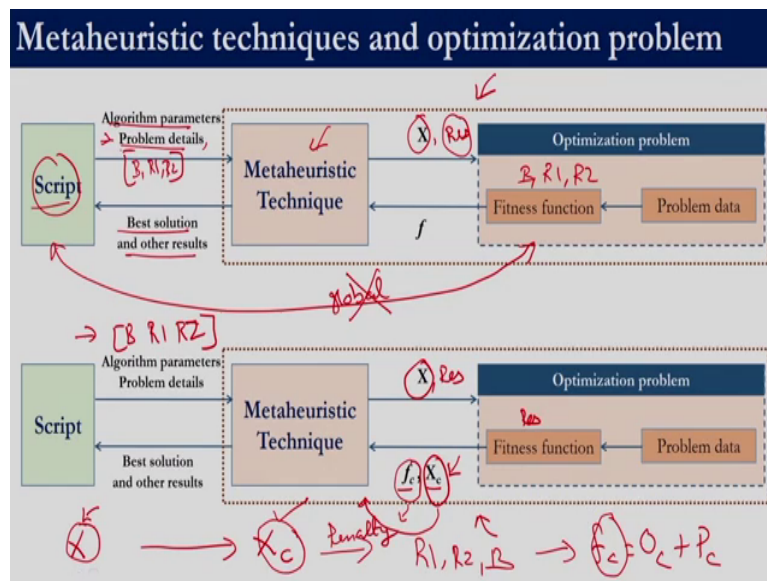 Metaheuristic techniques and optimization problem
Algorithm parameters
Problem details,
[B, R1, R2]
X, Res
Optimization problem
Script
Metaheuristic
Technique
B, R1, R2
Fitness function
Problem data
Best solution
and other results
f
global
→ [B R1 R2]
Algorithm parameters
Problem details
X, Res
Optimization problem
Script
Metaheuristic
Technique
Res
Fitness function
Problem data
Best solution
and other results
fc, Xc
X → Xc Penalty → R1, R2, B → fc = Oc + Pc